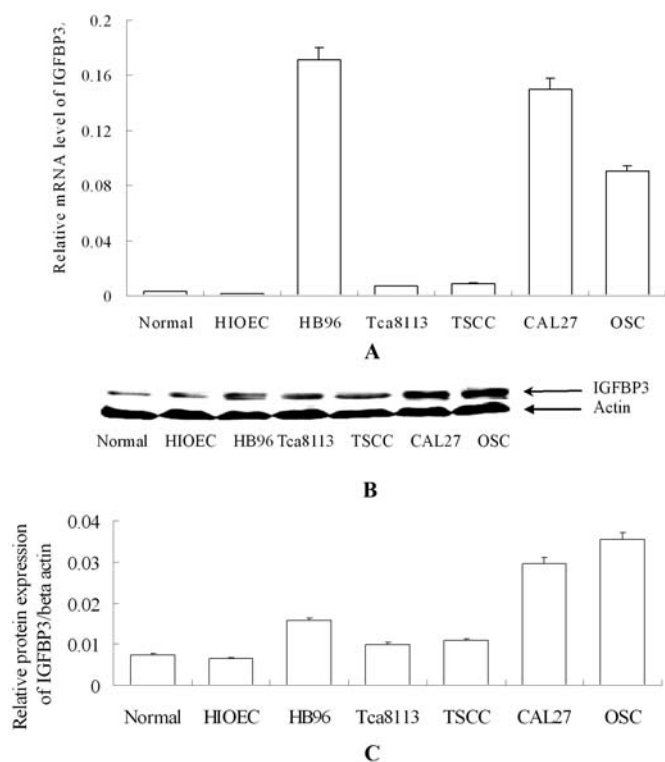 Relative mRNA level of IGFBP3.
0.2
0.16
0.12
0.08
0.04
0
Normal HIOEC HB96 Tca8113 TSCC CAL27 OSC
A
IGFBP3
Actin
Normal HIOEC HB96 Tca8113 TSCC CAL27 OSC
B
Relative protein expression
of IGFBP3/beta actin
0.04
0.03
0.02
0.01
0
Normal HIOEC HB96 Tca8113 TSCC CAL27 OSC
C